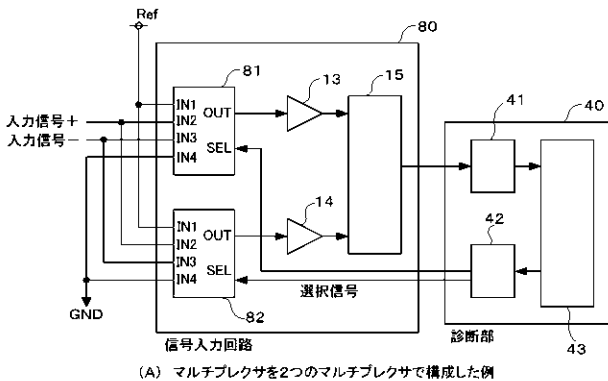 Ref
80
81
13
15
入力信号＋
入力信号－
IN1
IN2
IN3
IN4
OUT
SEL
41
40
14
IN1
IN2
IN3
IN4
OUT
SEL
42
選択信号
GND
82
信号入力回路
診断部
43
(A) マルチプレクサを2つのマルチプレクサで構成した例